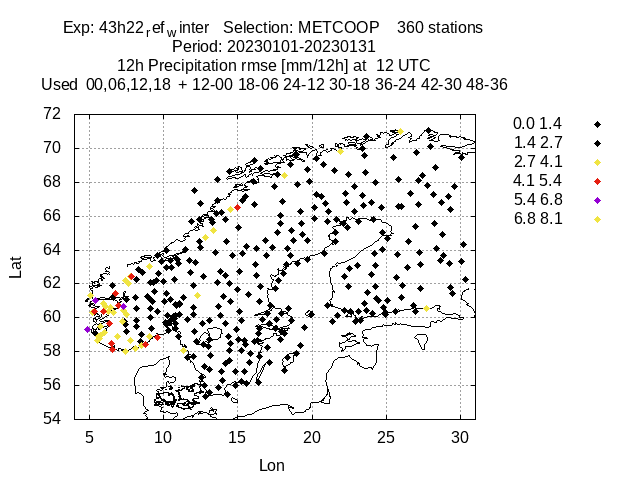 Exp: 43h22refwinter   Selection: METCOOP    360 stations
Period: 20230101-20230131
12h Precipitation rmse [mm/12h] at  12 UTC
Used  00,06,12,18  + 12-00 18-06 24-12 30-18 36-24 42-30 48-36
72
70
68
66
64
62
60
58
56
54
5 10 15 20 25 30
Lat
Lon
0.0 1.4
1.4 2.7
2.7 4.1
4.1 5.4
5.4 6.8
6.8 8.1